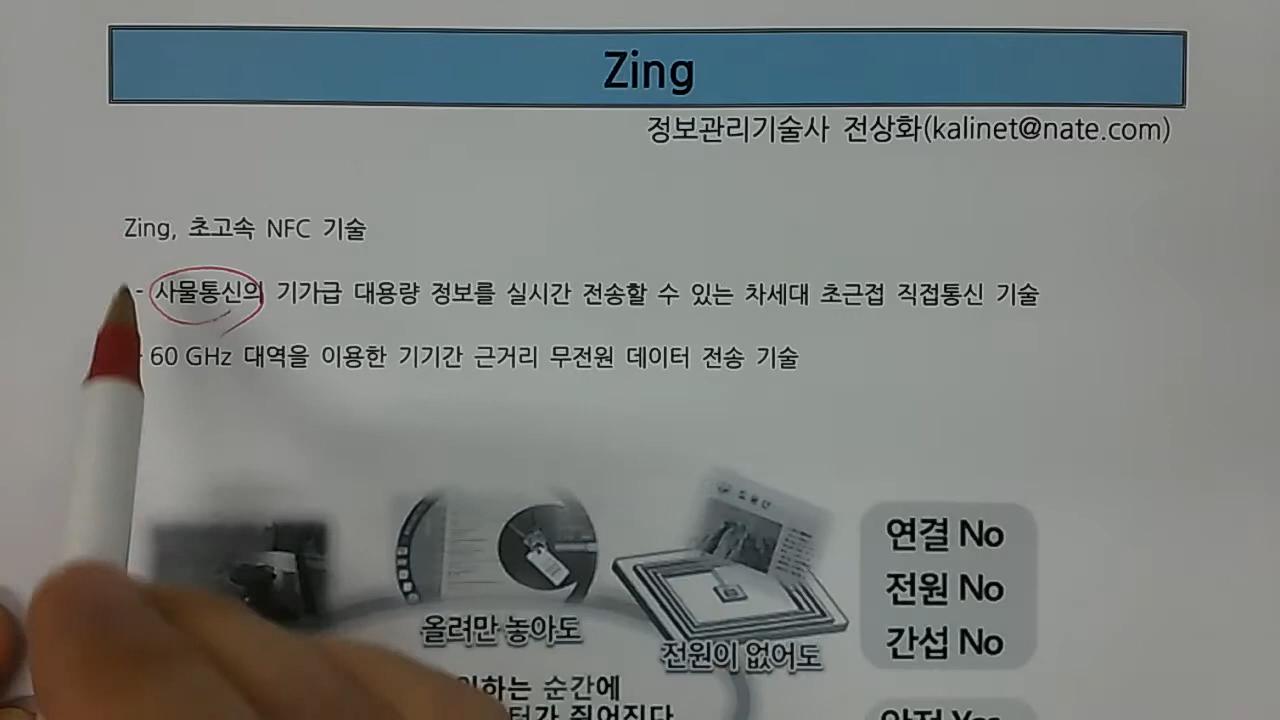 Zing
정보관리기술사 전상화(kalinet@nate.com)
Zing, 초고속 NFC 기술
- 사물통신의 기가급 대용량 정보를 실시간 전송할 수 있는 차세대 초근접 직접통신 기술
- 60 GHz 대역을 이용한 기기간 근거리 무전원 데이터 전송 기술
올려만 놓아도
전원이 없어도
연결 No
전원 No
간섭 No
순간에
쥐어진다